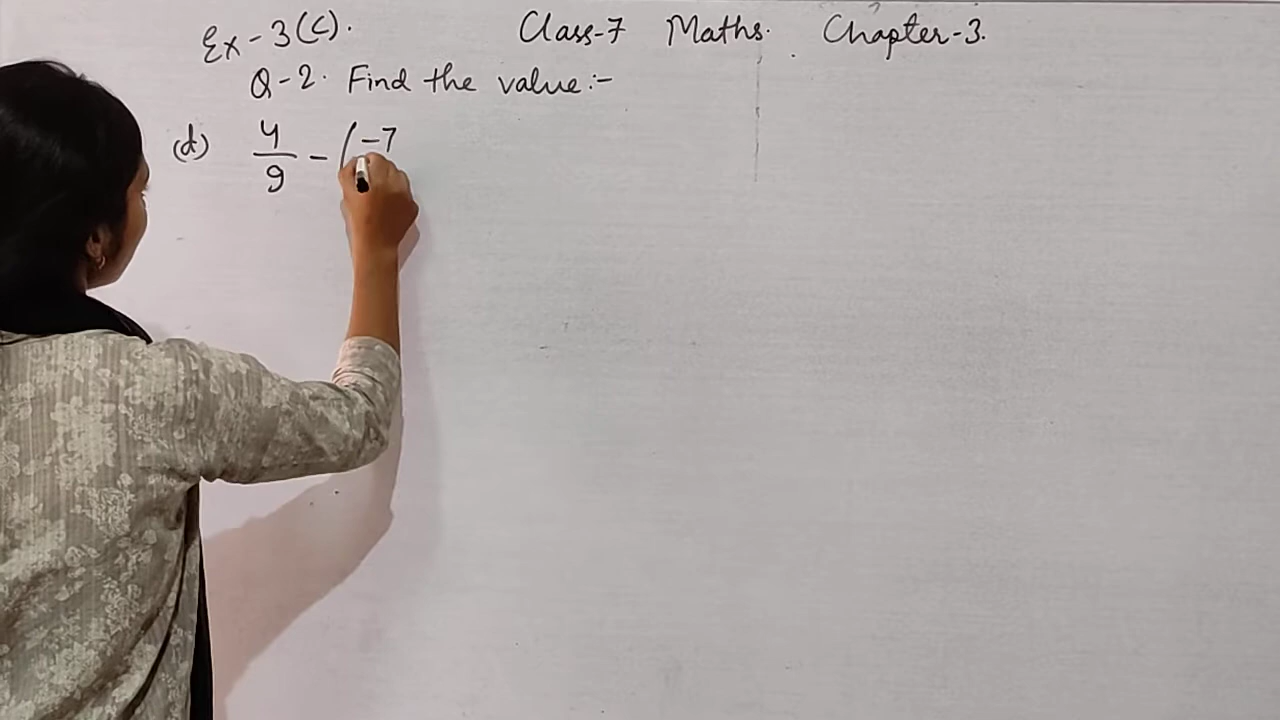 Ex-3(C). Class-7 Maths. Chapter-3.
Q-2. Find the value:-
(d) 4/9 - (-7